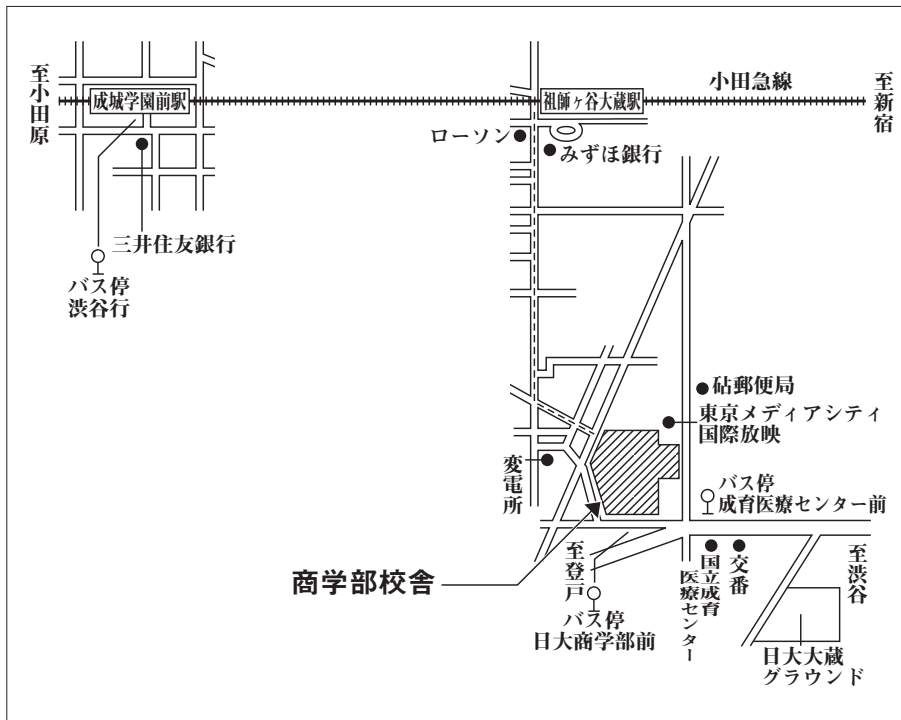 至小田原
成城学園前駅
祖師ヶ谷大蔵駅
小田急線
至新宿
ローソン
みずほ銀行
三井住友銀行
バス停
渋谷行
砧郵便局
東京メディアシティ
国際放映
変電所
バス停
成育医療センター前
商学部校舎
至登戸
バス停
日大商学部前
国立成育
医療センター
交番
至渋谷
日大大蔵
グラウンド